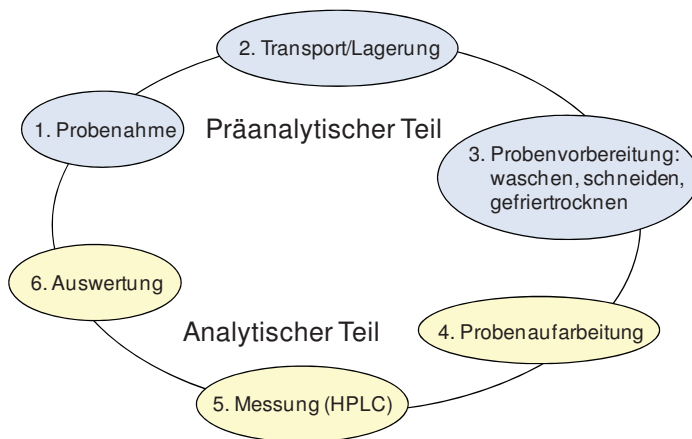 2. Transport/Lagerung
1. Probenahme
Präanalytischer Teil
3. Probenvorbereitung:
waschen, schneiden,
gefriertrocknen
6. Auswertung
Analytischer Teil
4. Probenaufarbeitung
5. Messung (HPLC)